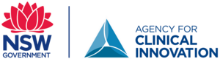 NSW
GOVERNMENT
AGENCY FOR
CLINICAL
INNOVATION